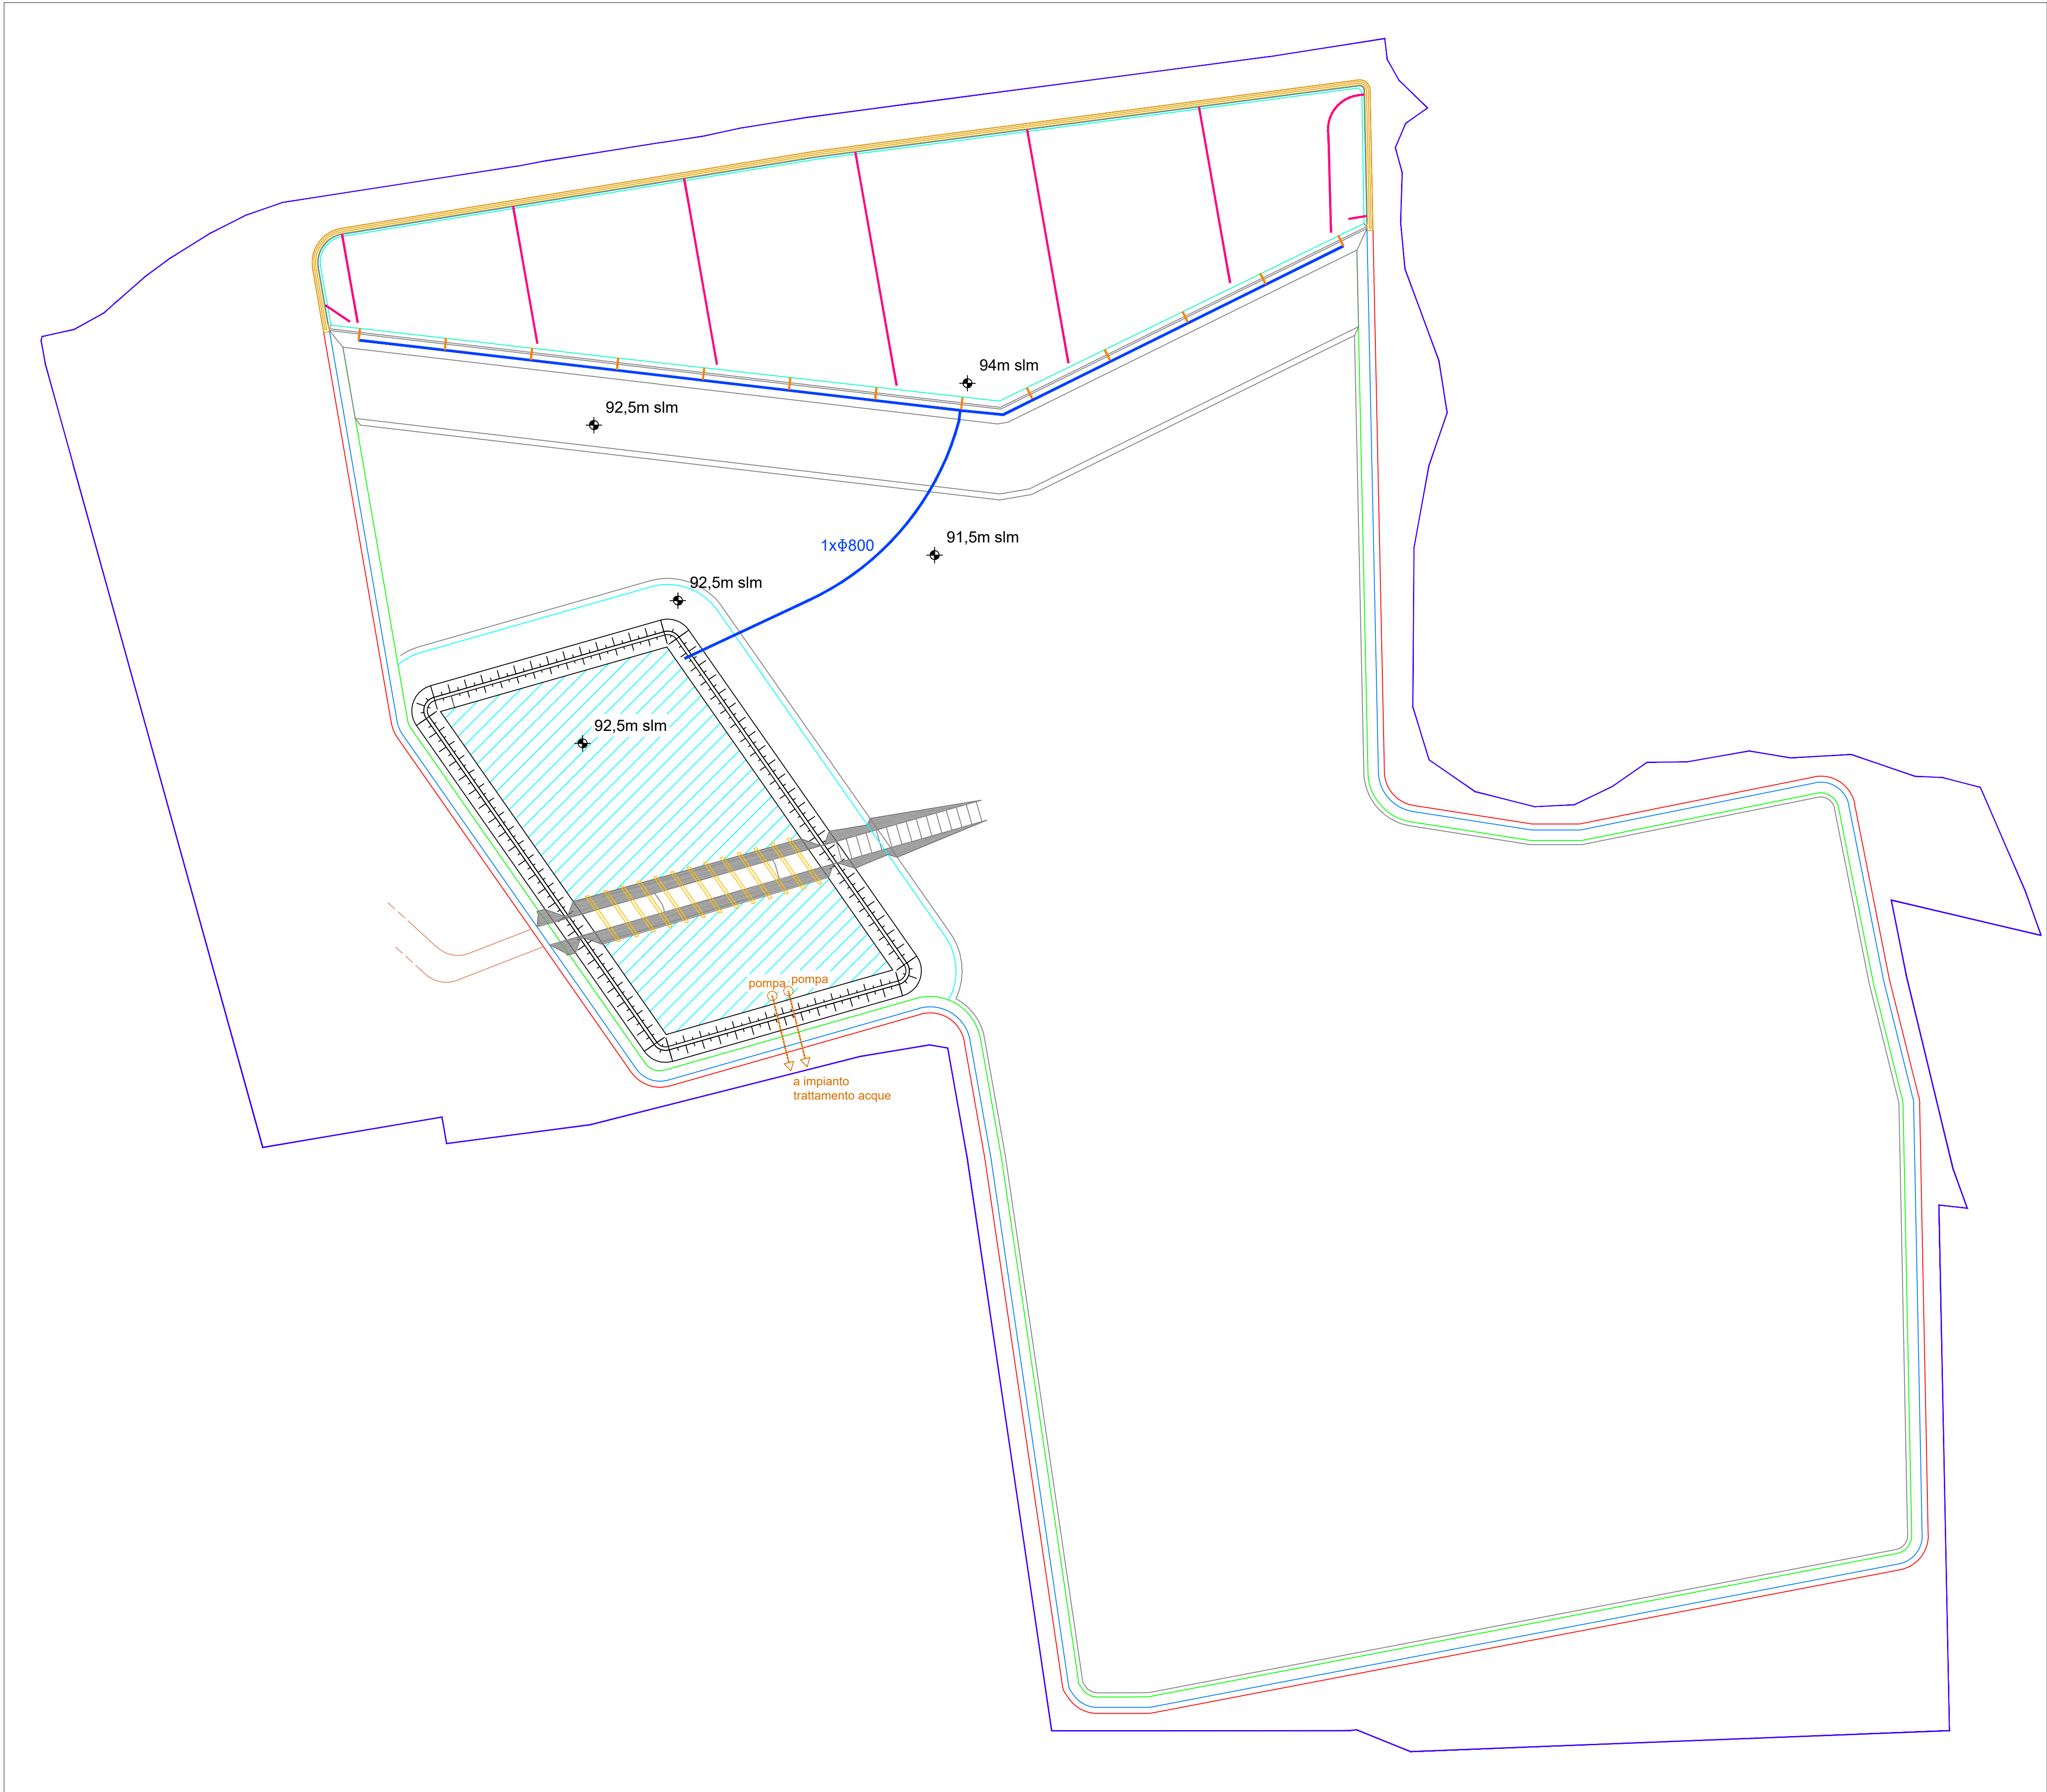 94m slm
92,5m slm
91,5m slm
1xΦ800
92,5m slm
92,5m slm
pompa
pompa
a impianto
trattamento acque